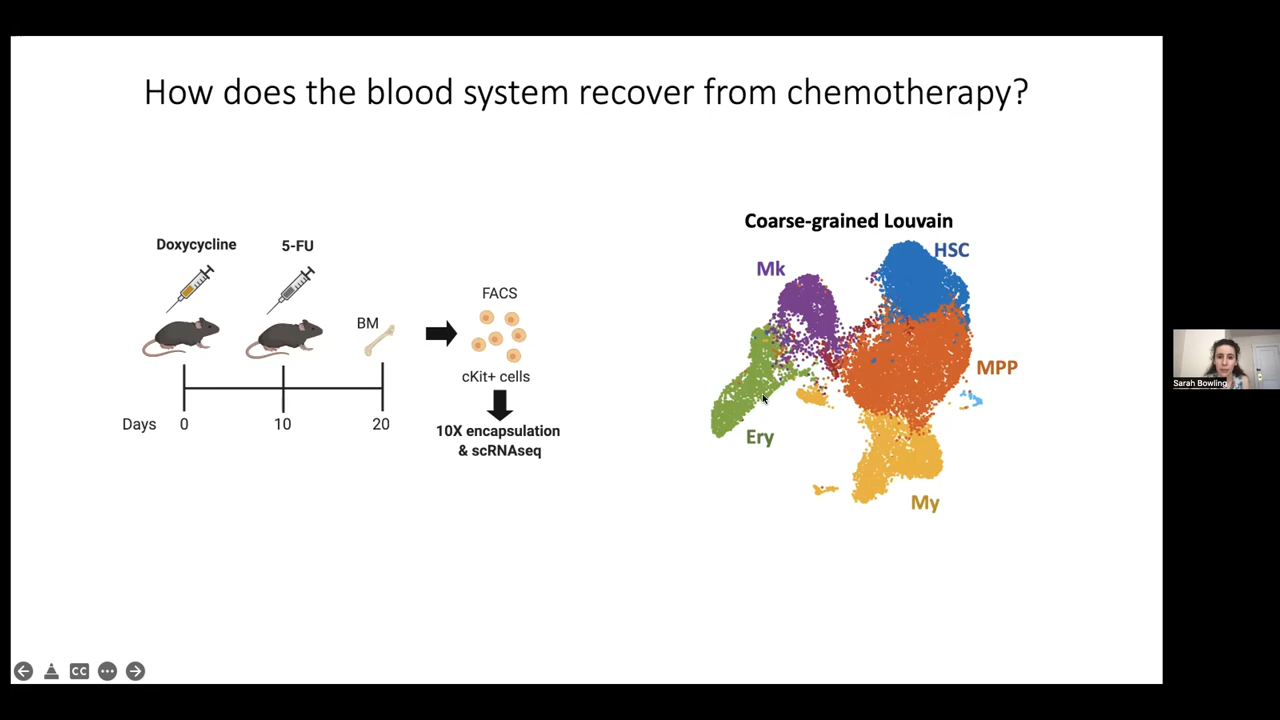 How does the blood system recover from chemotherapy?
Doxycycline
5-FU
BM
FACS
cKit+ cells
10X encapsulation
& scRNAseq
Days
0
10
20
Coarse-grained Louvain
HSC
Mk
MPP
Ery
My
Sarah Bowling
CC